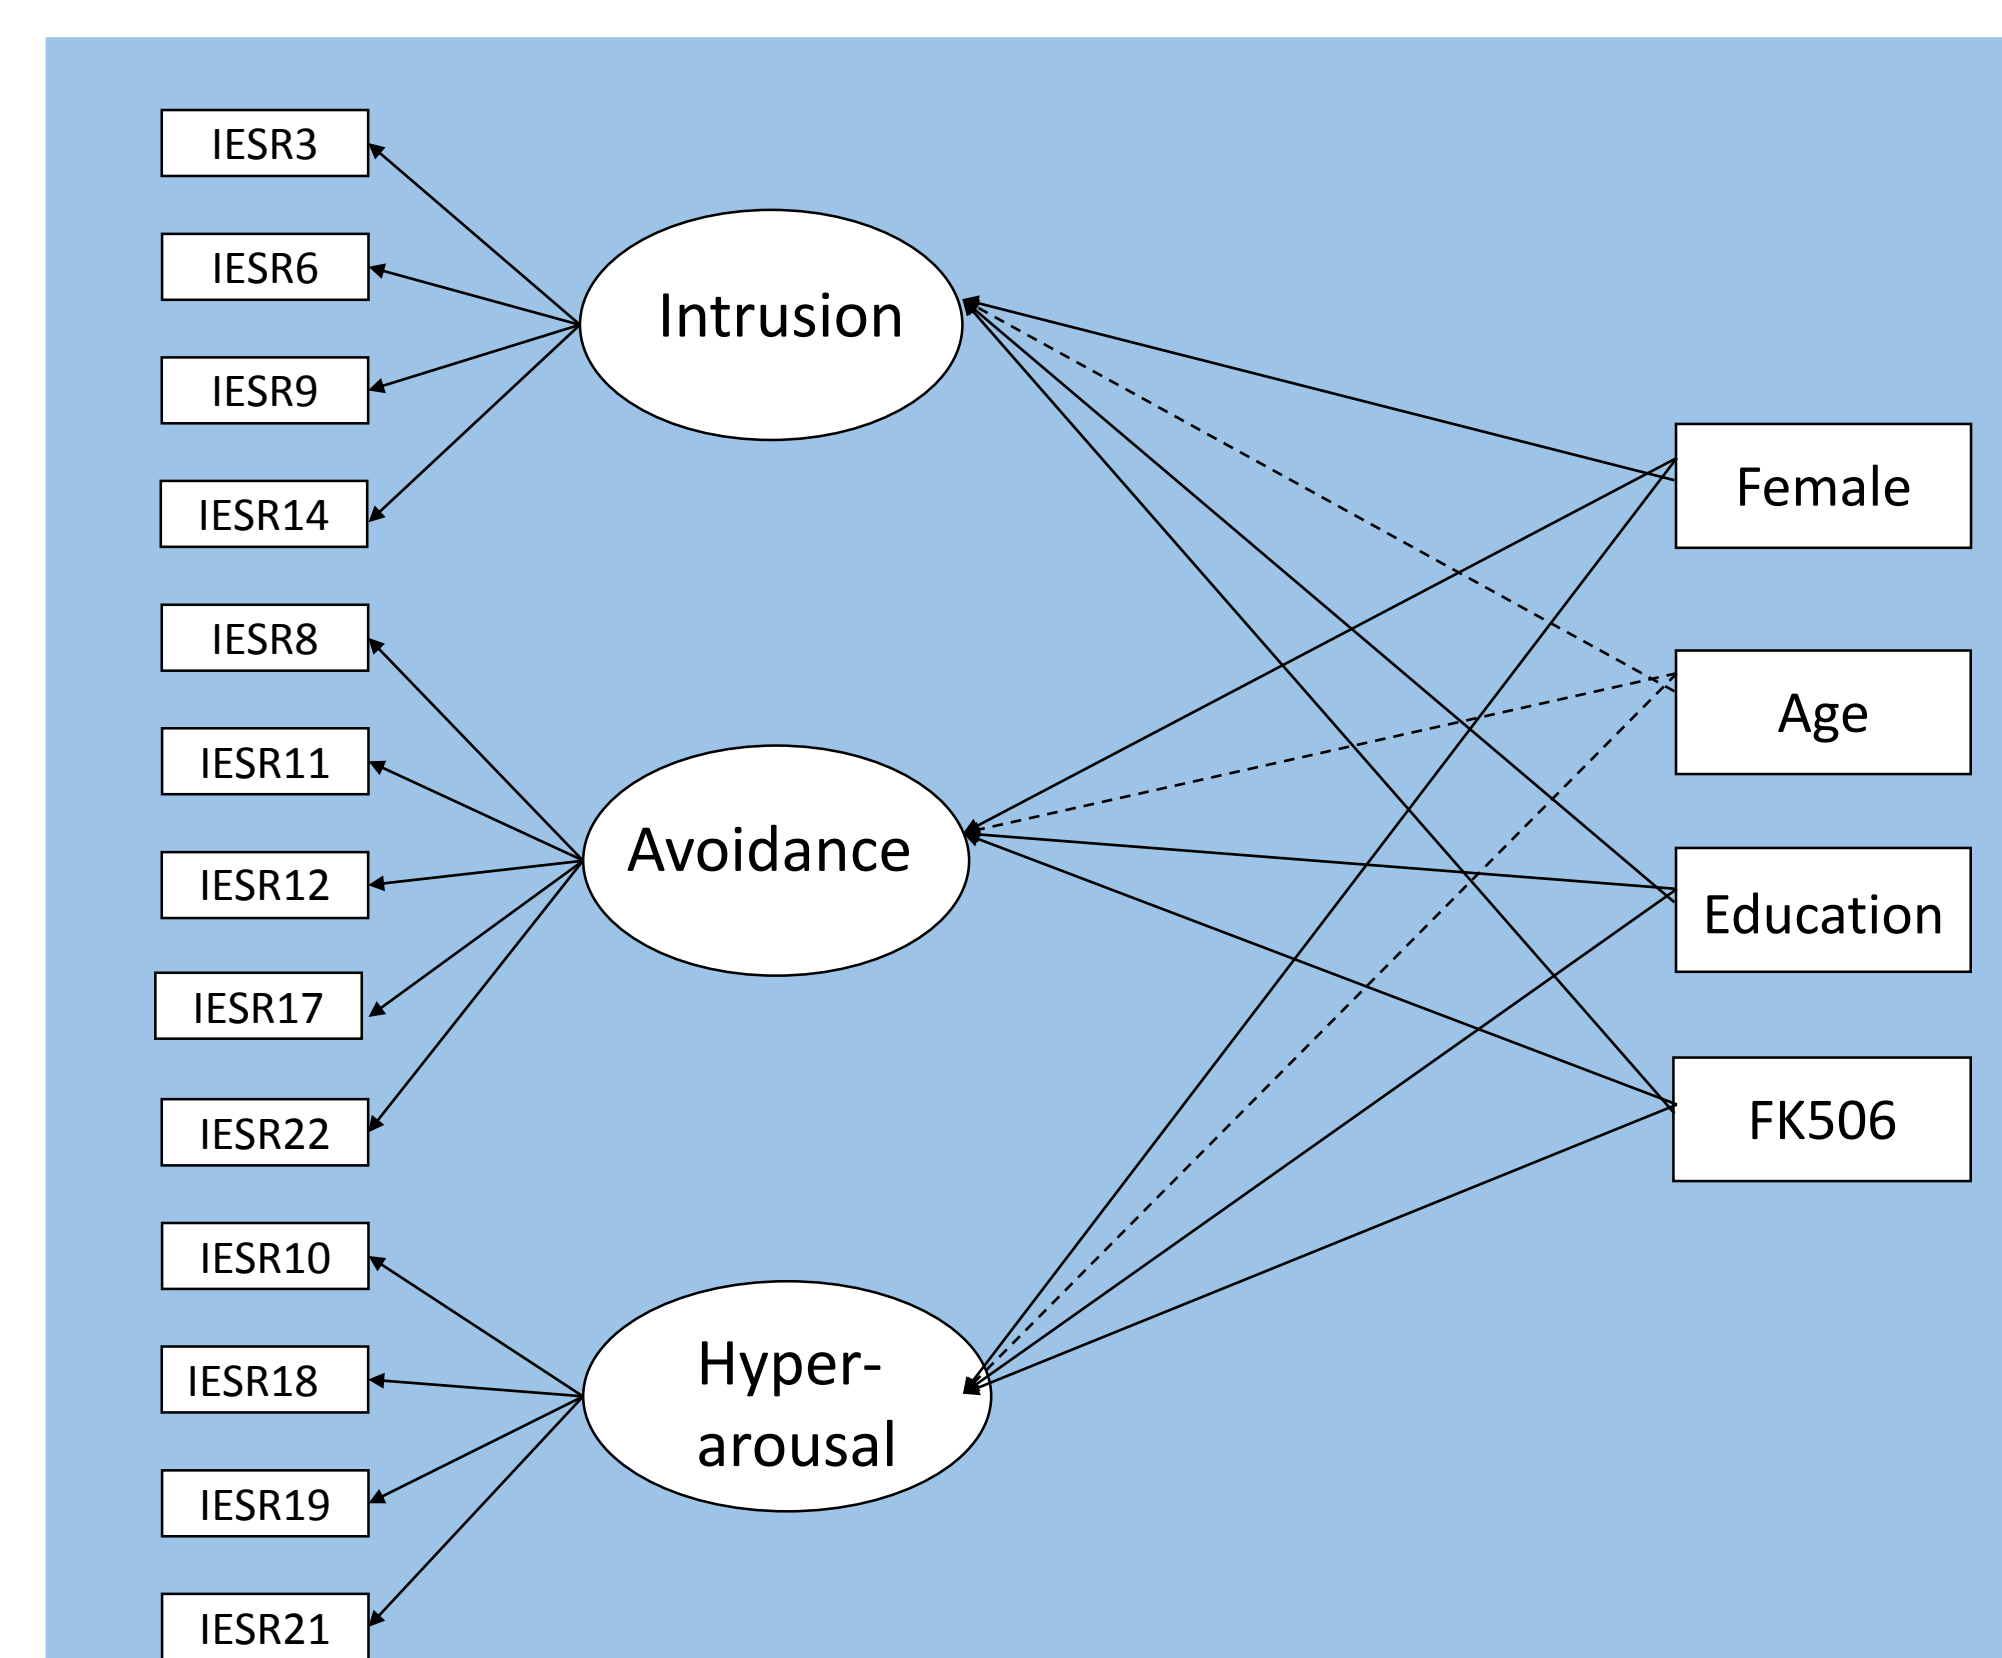 IESR3
IESR6
IESR9
IESR14
IESR8
IESR11
IESR12
IESR17
IESR22
IESR10
IESR18
IESR19
IESR21
Intrusion
Avoidance
Hyper-
arousal
Female
Age
Education
FK506